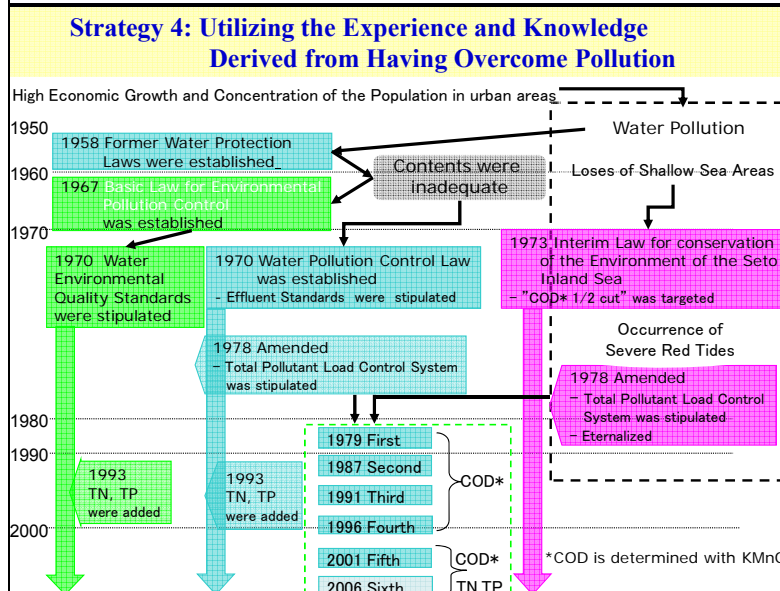 Strategy 4: Utilizing the Experience and Knowledge
Derived from Having Overcome Pollution
High Economic Growth and Concentration of the Population in urban areas
1950
Water Pollution
1958 Former Water Protection
Laws were established
Contents were
inadequate
1960
Loses of Shallow Sea Areas
1967 Basic Law for Environmental
Pollution Control
was established
1970
1970 Water
Environmental
Quality Standards
were stipulated
1970 Water Pollution Control Law
was established
- Effluent Standards were stipulated
1973 Interim Law for conservation
of the Environment of the Seto
Inland Sea
- "COD* 1/2 cut" was targeted
Occurrence of
Severe Red Tides
1978 Amended
- Total Pollutant Load Control System
was stipulated
1978 Amended
- Total Pollutant Load Control
System was stipulated
- Eternalized
1980
1979 First
1990
1987 Second
COD*
1993
TN, TP
were added
1993
TN, TP
were added
1991 Third
1996 Fourth
2000
2001 Fifth
COD*
*COD is determined with KMnO
2006 Sixth
TN,TP